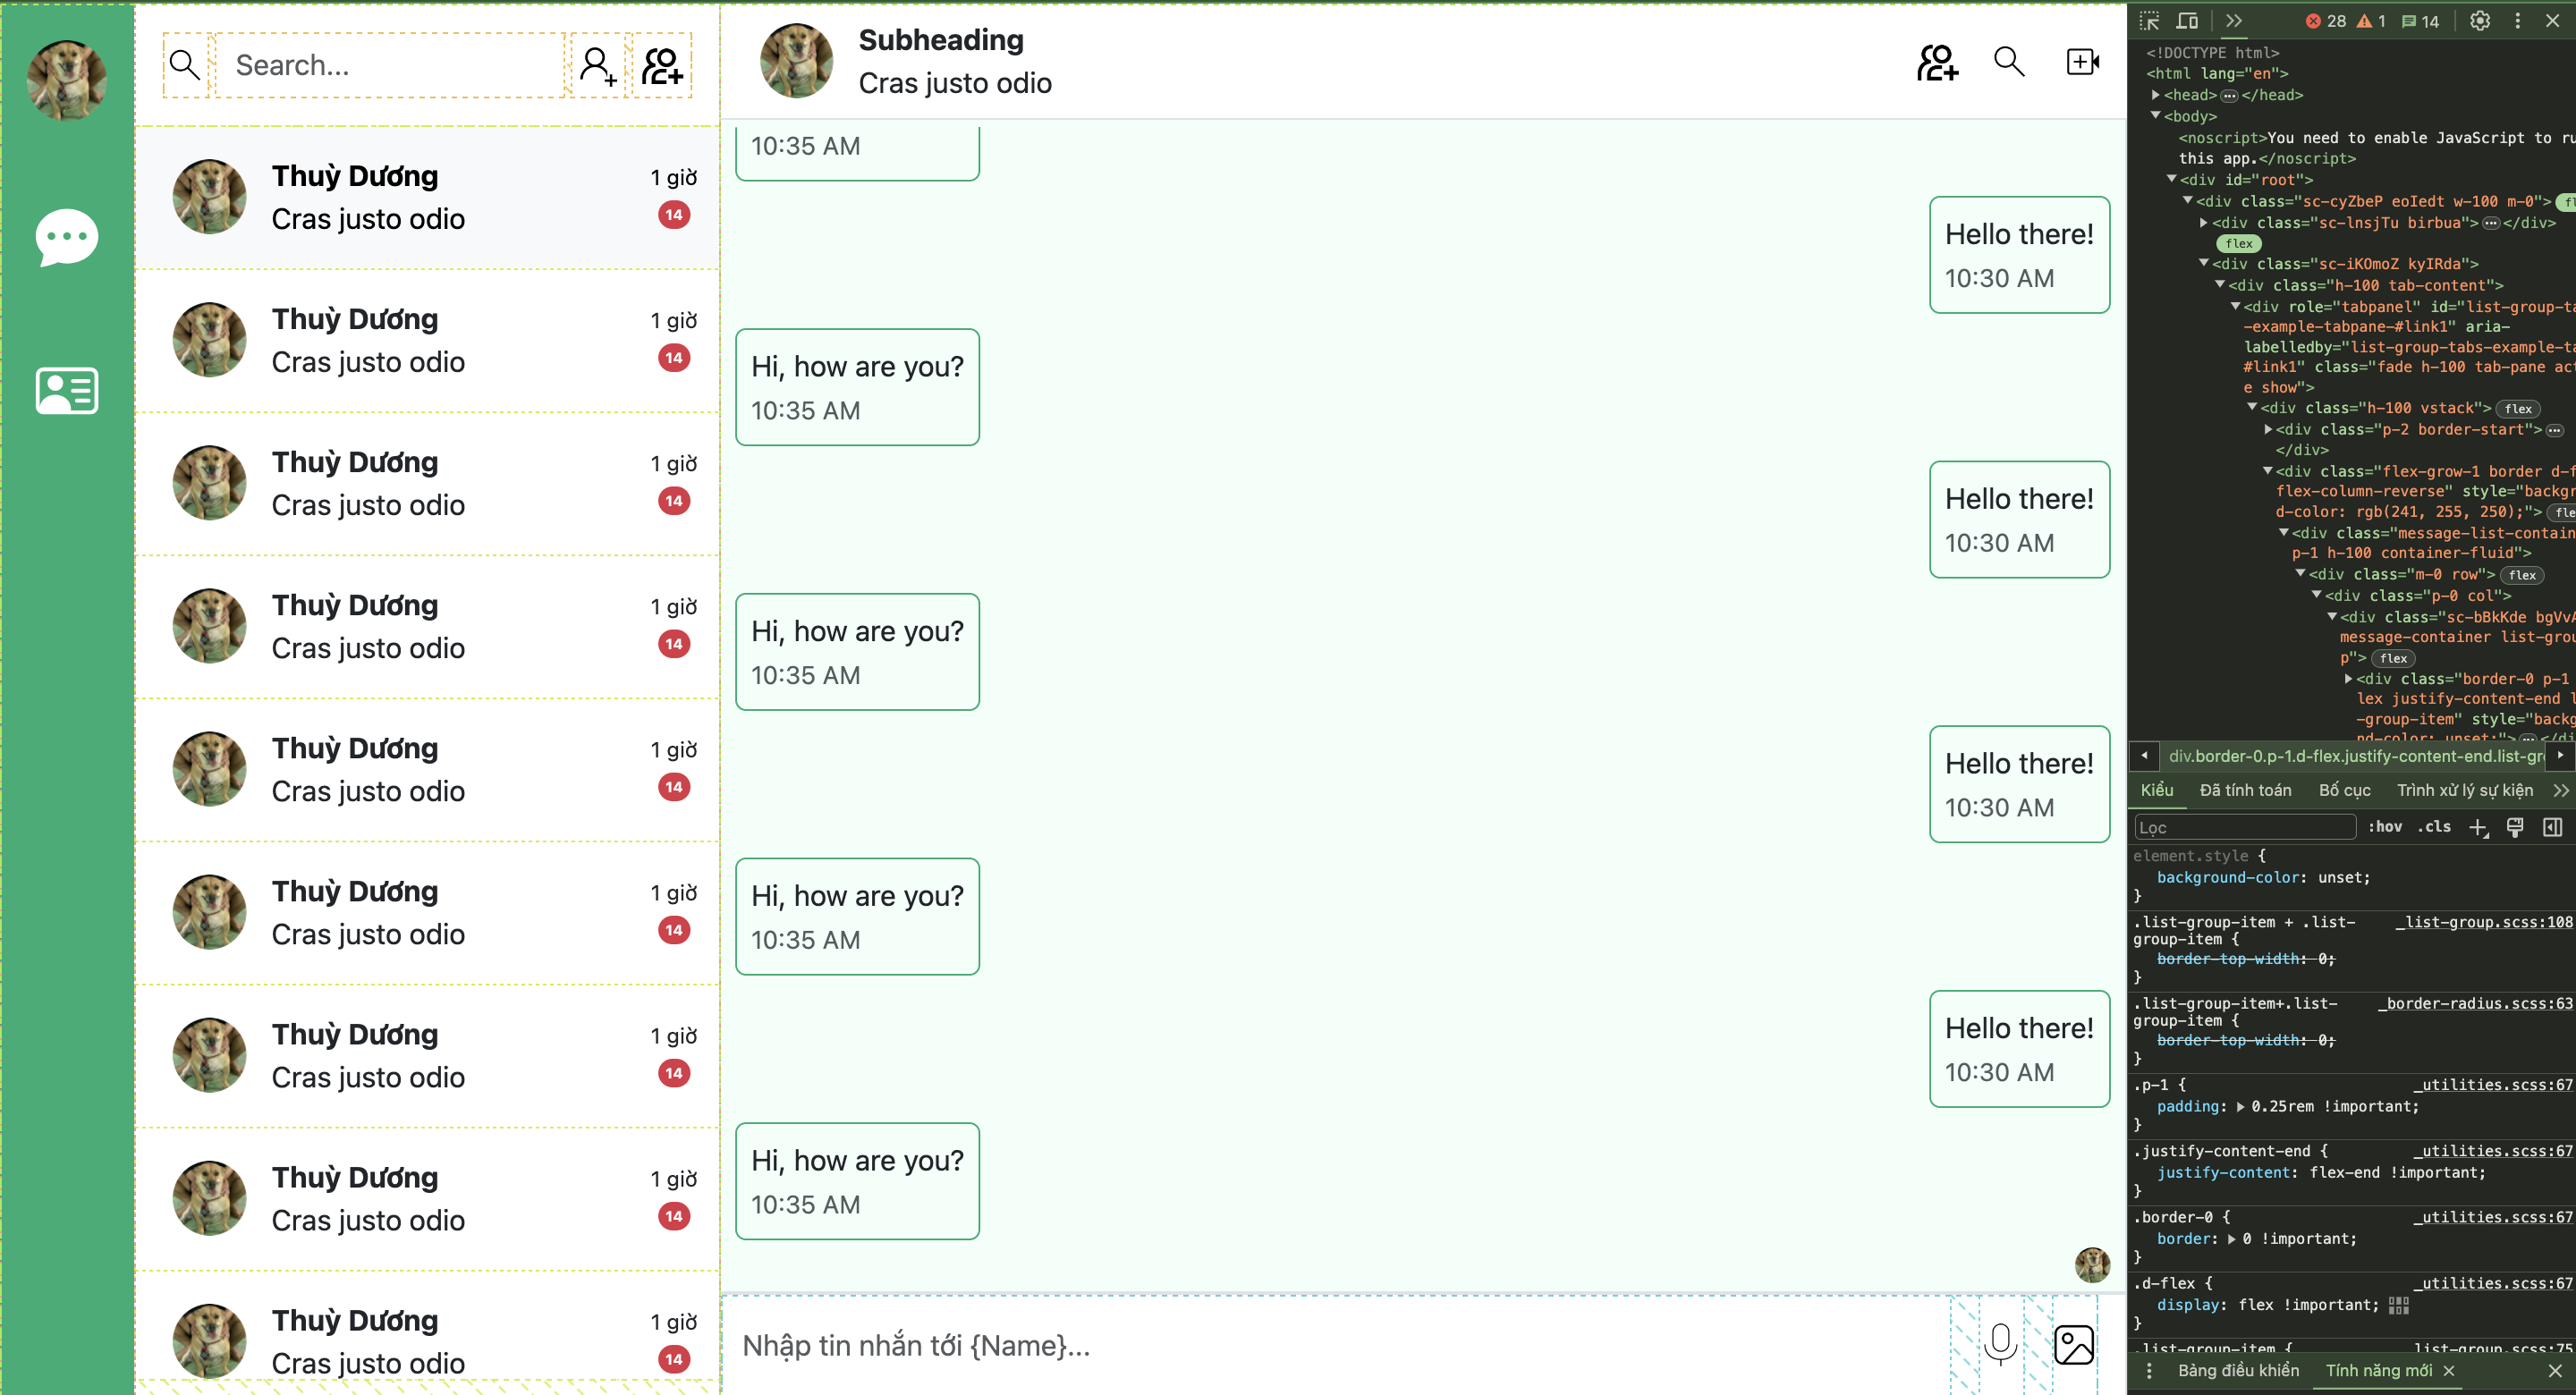 Search...
Thuỳ Dương
1 giờ
Cras justo odio
14
Thuỳ Dương
1 giờ
Cras justo odio
14
Thuỳ Dương
1 giờ
Cras justo odio
14
Thuỳ Dương
1 giờ
Cras justo odio
14
Thuỳ Dương
1 giờ
Cras justo odio
14
Thuỳ Dương
1 giờ
Cras justo odio
14
Thuỳ Dương
1 giờ
Cras justo odio
14
Thuỳ Dương
1 giờ
Cras justo odio
14
Thuỳ Dương
1 giờ
Cras justo odio
14
Subheading
Cras justo odio
10:35 AM
Hello there!
10:30 AM
Hi, how are you?
10:35 AM
Hello there!
10:30 AM
Hi, how are you?
10:35 AM
Hello there!
10:30 AM
Hi, how are you?
10:35 AM
Hello there!
10:30 AM
Hi, how are you?
10:35 AM
Nhập tin nhắn tới {Name}...
28 1 14
<!DOCTYPE html>
<html lang="en">
<head> </head>
<body>
<noscript>You need to enable JavaScript to
this app.</noscript>
<div id="root">
<div class="sc-cyZbeP eoIedt w-100 m-0">
<div class="sc-lnsjTu birbua"> </div>
flex
<div class="sc-iKOmoZ kyIRda">
<div class="h-100 tab-content">
<div role="tabpanel" id="list-group-ta
-example-tabpane-#link1" aria-
labelledby="list-group-tabs-example-ta
#link1" class="fade h-100 tab-pane act
e show">
<div class="h-100 vstack"> flex
<div class="p-2 border-start">
</div>
<div class="flex-grow-1 border d-f
flex-column-reverse" style="backgr
d-color: rgb(241, 255, 250);">
<div class="message-list-contain
p-1 h-100 container-fluid">
<div class="m-0 row"> flex
<div class="p-0 col">
<div class="sc-bBkKde bgVvA
message-container list-grou
p"> flex
<div class="border-0 p-1
lex justify-content-end l
-group-item" style="backg
nd-color: unset;">
div.border-0.p-1.d-flex.justify-content-end.list-gr
Kiểu Đã tính toán Bố cục Trình xử lý sự kiện
Lọc :hov .cls
element.style {
background-color: unset;
}
.list-group-item + .list- _list-group.scss:108
group-item {
border-top-width: 0;
}
.list-group-item+.list- _border-radius.scss:63
group-item {
border-top-width: 0;
}
.p-1 { _utilities.scss:67
padding: 0.25rem !important;
}
.justify-content-end { _utilities.scss:67
justify-content: flex-end !important;
}
.border-0 { _utilities.scss:67
border: 0 !important;
}
.d-flex { _utilities.scss:67
display: flex !important;
}
.list-group-item { _list-group.scss:75
Bảng điều khiển Tính năng mới